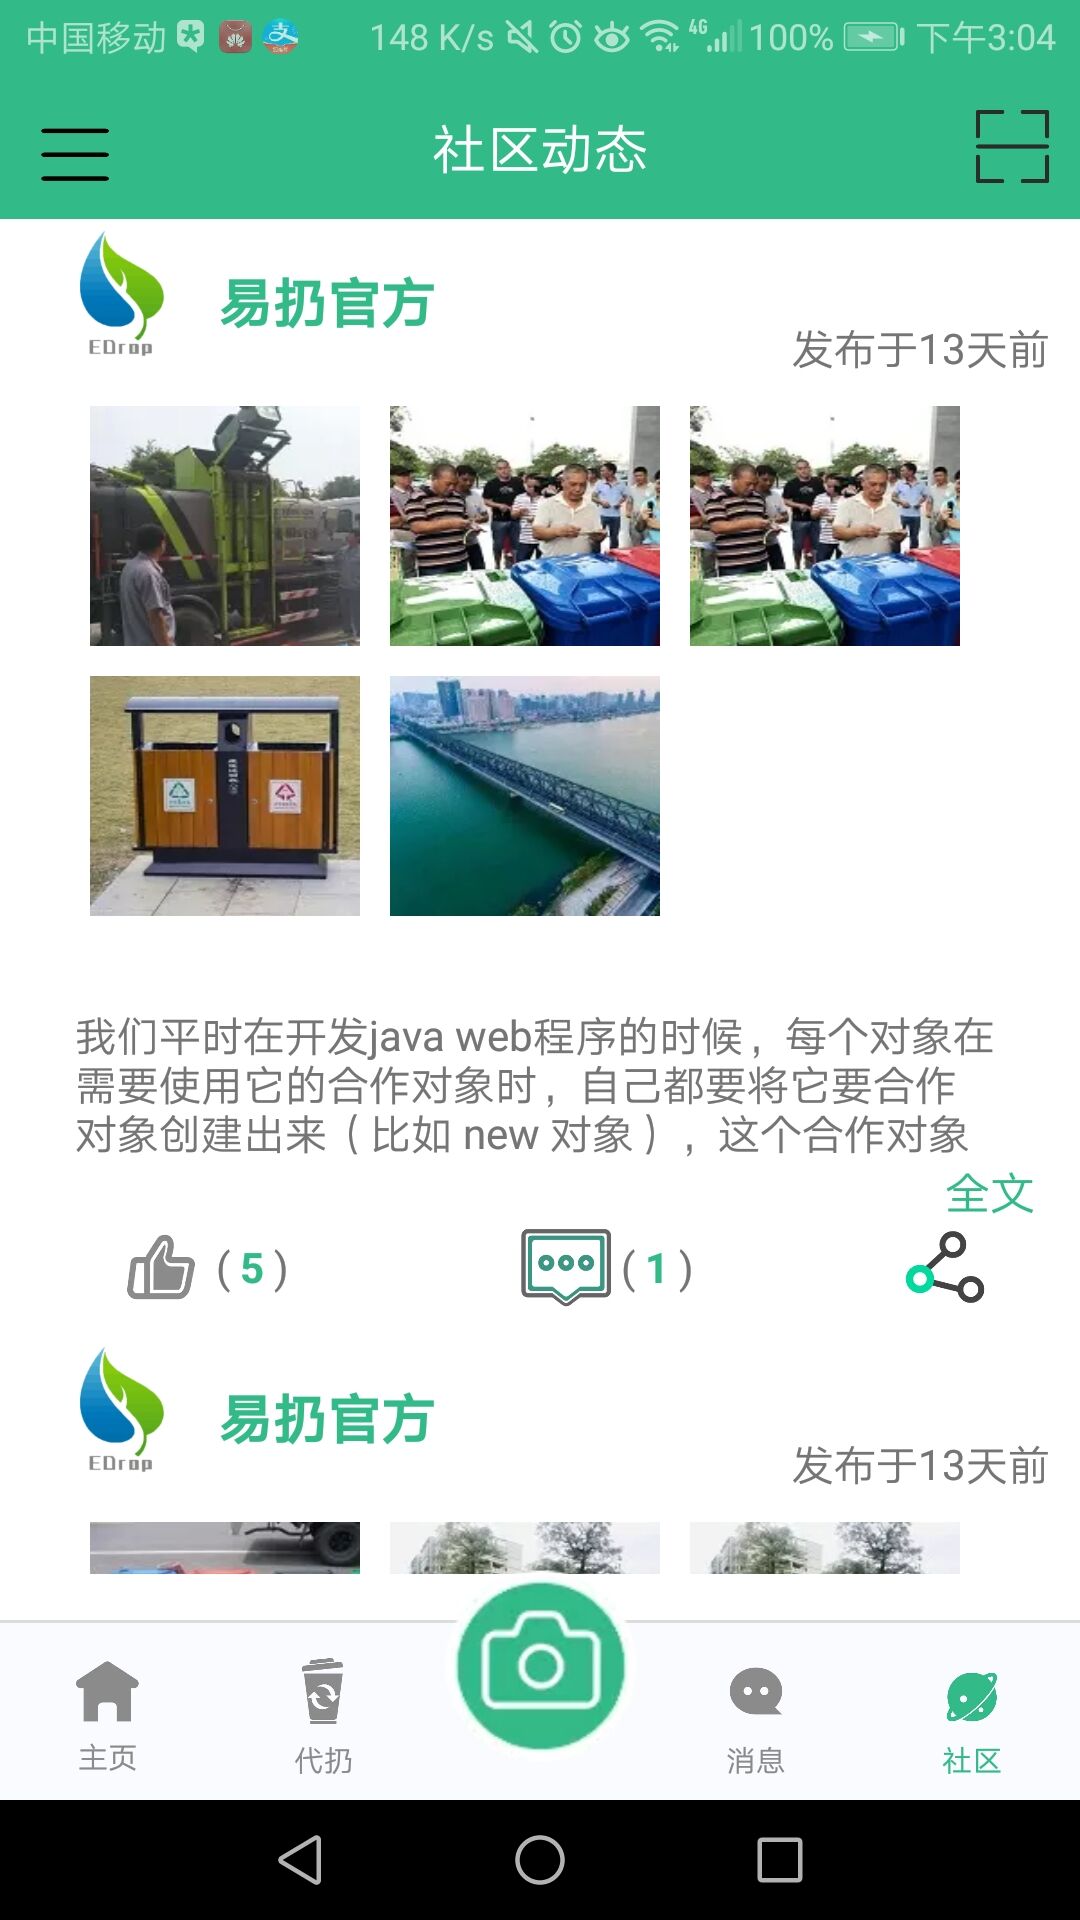 中国移动 148 K/s 4G 100% 下午3:04
社区动态
EDrop
易扔官方
发布于13天前
我们平时在开发java web程序的时候，每个对象在
需要使用它的合作对象时，自己都要将它要合作
对象创建出来（比如 new 对象），这个合作对象
全文
（5） （1）
EDrop
易扔官方
发布于13天前
主页 代扔 消息 社区